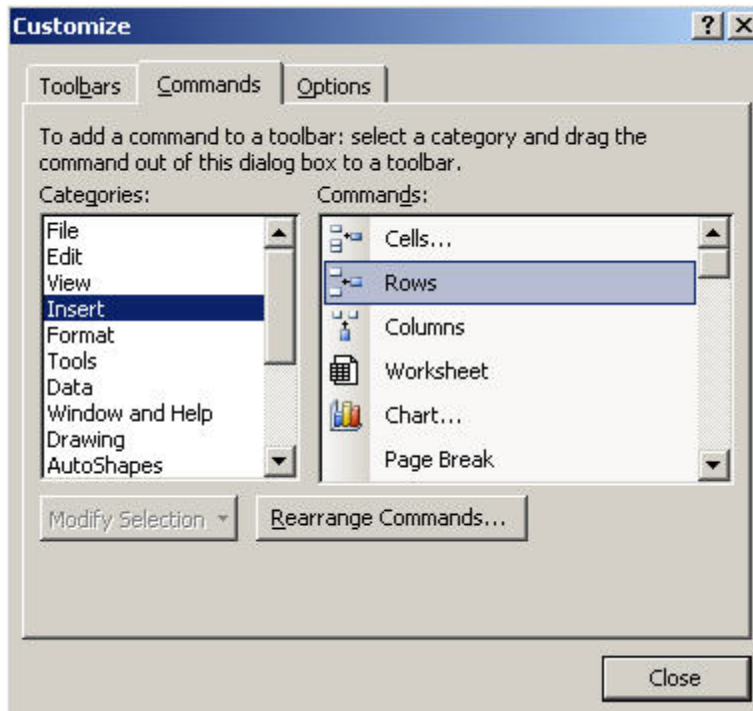 Customize
Toolbars Commands Options
To add a command to a toolbar: select a category and drag the
command out of this dialog box to a toolbar.
Categories: Commands:
File
Edit
View
Insert
Format
Tools
Data
Window and Help
Drawing
AutoShapes
Cells...
Rows
Columns
Worksheet
Chart...
Page Break
Modify Selection
Rearrange Commands...
Close